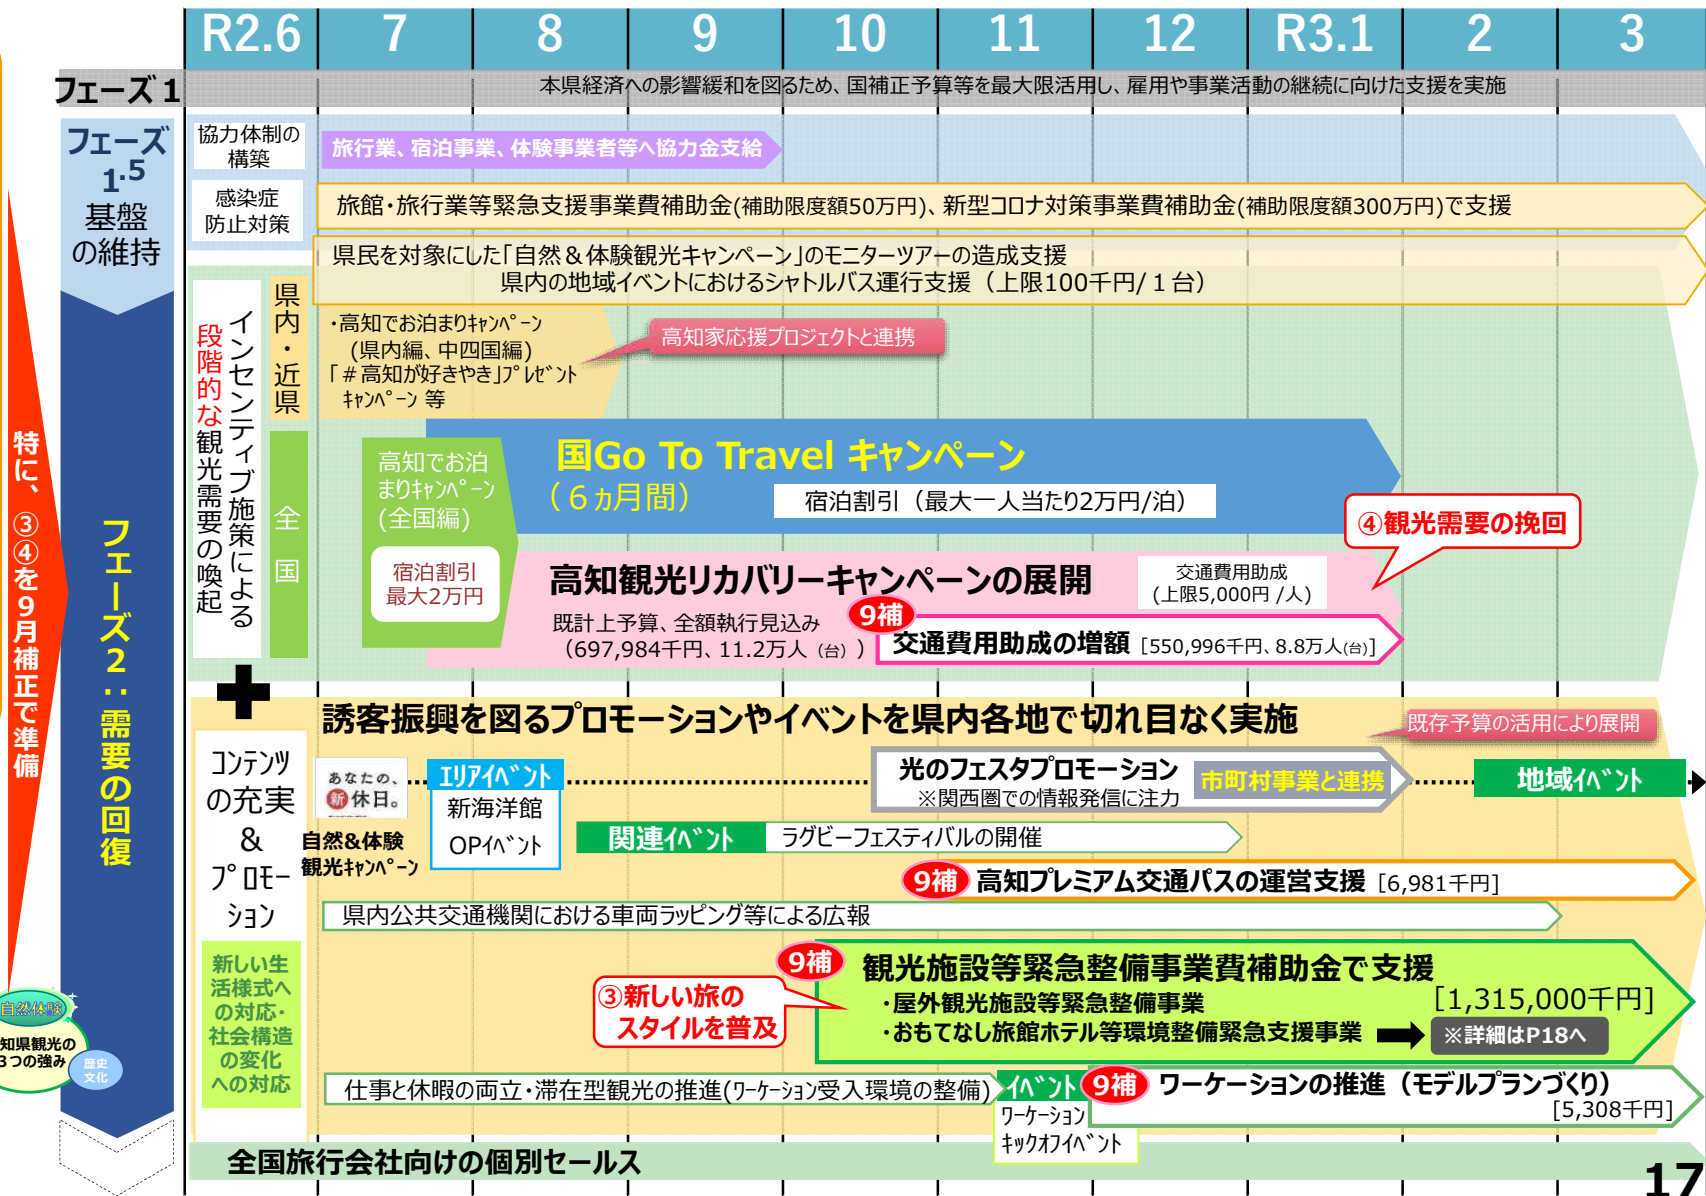 R2.6 7 8 9 10 11 12 R3.1 2 3
フェーズ１
本県経済への影響緩和を図るため、国補正予算等を最大限活用し、雇用や事業活動の継続に向けた支援を実施
フェーズ
1.5
基盤
の維持
協力体制の
構築
旅行業、宿泊事業、体験事業者等へ協力金支給
感染症
防止対策
旅館・旅行業等緊急支援事業費補助金(補助限度額50万円)、新型コロナ対策事業費補助金(補助限度額300万円)で支援
県民を対象にした「自然＆体験観光キャンペーン」のモニターツアーの造成支援
県内の地域イベントにおけるシャトルバス運行支援（上限100千円/１台）
特に、③④を９月補正で準備
フェーズ２：需要の回復
インセンティブ施策による
段階的な観光需要の喚起
県内・近県
・高知でお泊まりｷｬﾝﾍﾟｰﾝ
(県内編、中四国編)
「＃高知が好きやき」ﾌﾟﾚｾﾞﾝﾄ
ｷｬﾝﾍﾟｰﾝ 等
高知家応援プロジェクトと連携
全国
高知でお泊
まりｷｬﾝﾍﾟｰﾝ
(全国編)
宿泊割引
最大2万円
国Go To Travel キャンペーン
（６ヵ月間）
宿泊割引（最大一人当たり2万円/泊）
④観光需要の挽回
高知観光リカバリーキャンペーンの展開
交通費用助成
(上限5,000円 /人)
既計上予算、全額執行見込み
（697,984千円、11.2万人（台））
9補
交通費用助成の増額 [550,996千円、8.8万人(台)]
誘客振興を図るプロモーションやイベントを県内各地で切れ目なく実施
既存予算の活用により展開
ｺﾝﾃﾝﾂ
の充実
＆
ﾌﾟﾛﾓｰ
ｼｮﾝ
あなたの、
新休日。
自然&体験
観光ｷｬﾝﾍﾟｰﾝ
ｴﾘｱｲﾍﾞﾝﾄ
新海洋館
OPｲﾍﾞﾝﾄ
光のフェスタプロモーション
※関西圏での情報発信に注力
市町村事業と連携
地域ｲﾍﾞﾝﾄ
関連ｲﾍﾞﾝﾄ
ラグビーフェスティバルの開催
9補 高知プレミアム交通パスの運営支援 [6,981千円]
県内公共交通機関における車両ラッピング等による広報
新しい生
活様式へ
の対応・
社会構造
の変化
への対応
③新しい旅の
スタイルを普及
9補
観光施設等緊急整備事業費補助金で支援
・屋外観光施設等緊急整備事業
[1,315,000千円]
・おもてなし旅館ホテル等環境整備緊急支援事業
※詳細はP18へ
仕事と休暇の両立・滞在型観光の推進(ワーケーション受入環境の整備)
ｲﾍﾞﾝﾄ
ﾜｰｹｰｼｮﾝ
ｷｯｸｵﾌｲﾍﾞﾝﾄ
9補 ワーケーションの推進（モデルプランづくり）
[5,308千円]
自然体験
知県観光の
3つの強み
歴史
文化
全国旅行会社向けの個別セールス
17